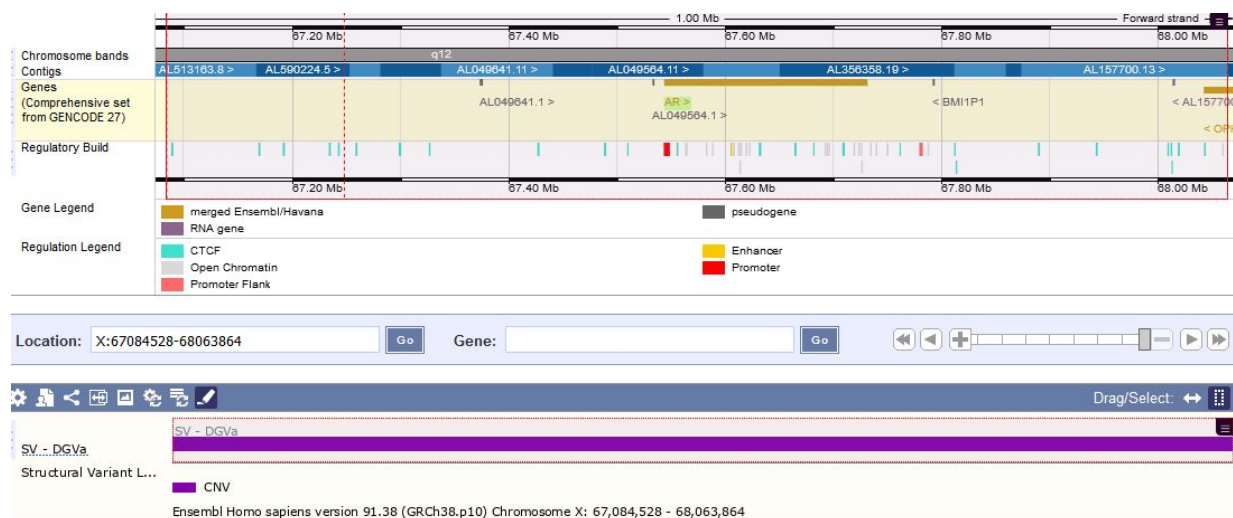 1.00 Mb Forward strand
67.20 Mb 67.40 Mb 67.60 Mb 67.80 Mb 68.00 Mb
Chromosome bands q12
Contigs AL513163.8 > AL590224.5 > AL049641.11 > AL049564.11 > AL356358.19 > AL157700.13 >
Genes
(Comprehensive set AL049641.1 > AR > < BMI1P1 < AL157700
from GENCODE 27) AL049564.1 >
< OPH
Regulatory Build
67.20 Mb 67.40 Mb 67.60 Mb 67.80 Mb 68.00 Mb
Gene Legend merged Ensembl/Havana pseudogene
RNA gene
Regulation Legend CTCF Enhancer
Open Chromatin Promoter
Promoter Flank
Location: X:67084528-68063864 Go Gene: Go
Drag/Select:
SV - DGVa
SV - DGVa
Structural Variant L...
CNV
Ensembl Homo sapiens version 91.38 (GRCh38.p10) Chromosome X: 67,084,528 - 68,063,864